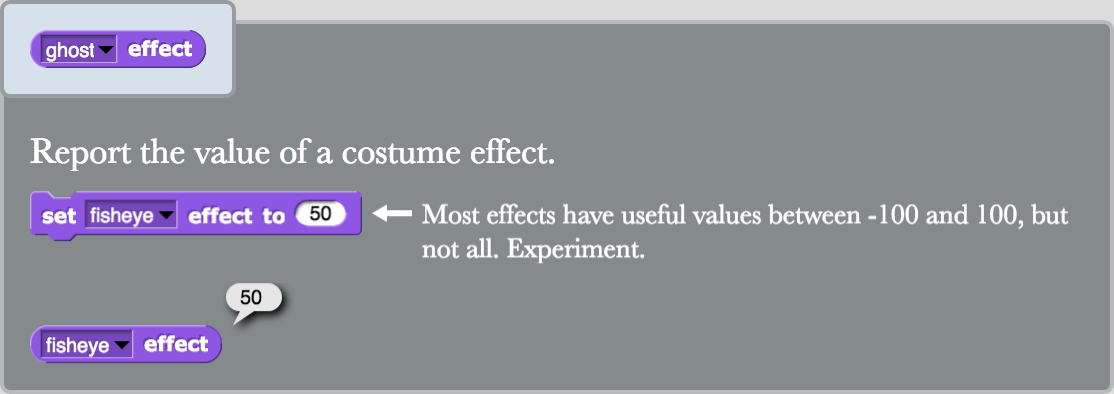 ghost effect
Report the value of a costume effect.
set fisheye effect to 50
Most effects have useful values between -100 and 100, but
not all. Experiment.
50
fisheye effect